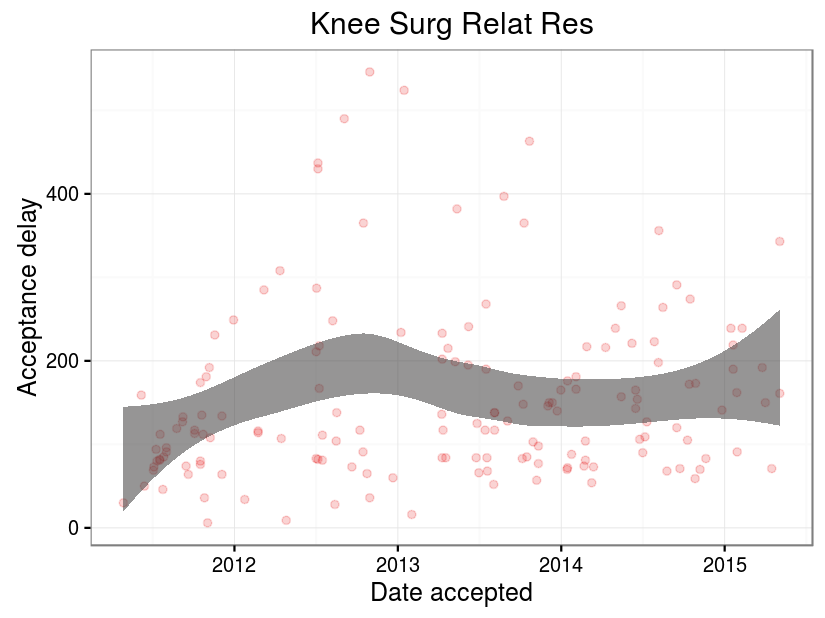 Knee Surg Relat Res
Acceptance delay
400
200
0
2012 2013 2014 2015
Date accepted